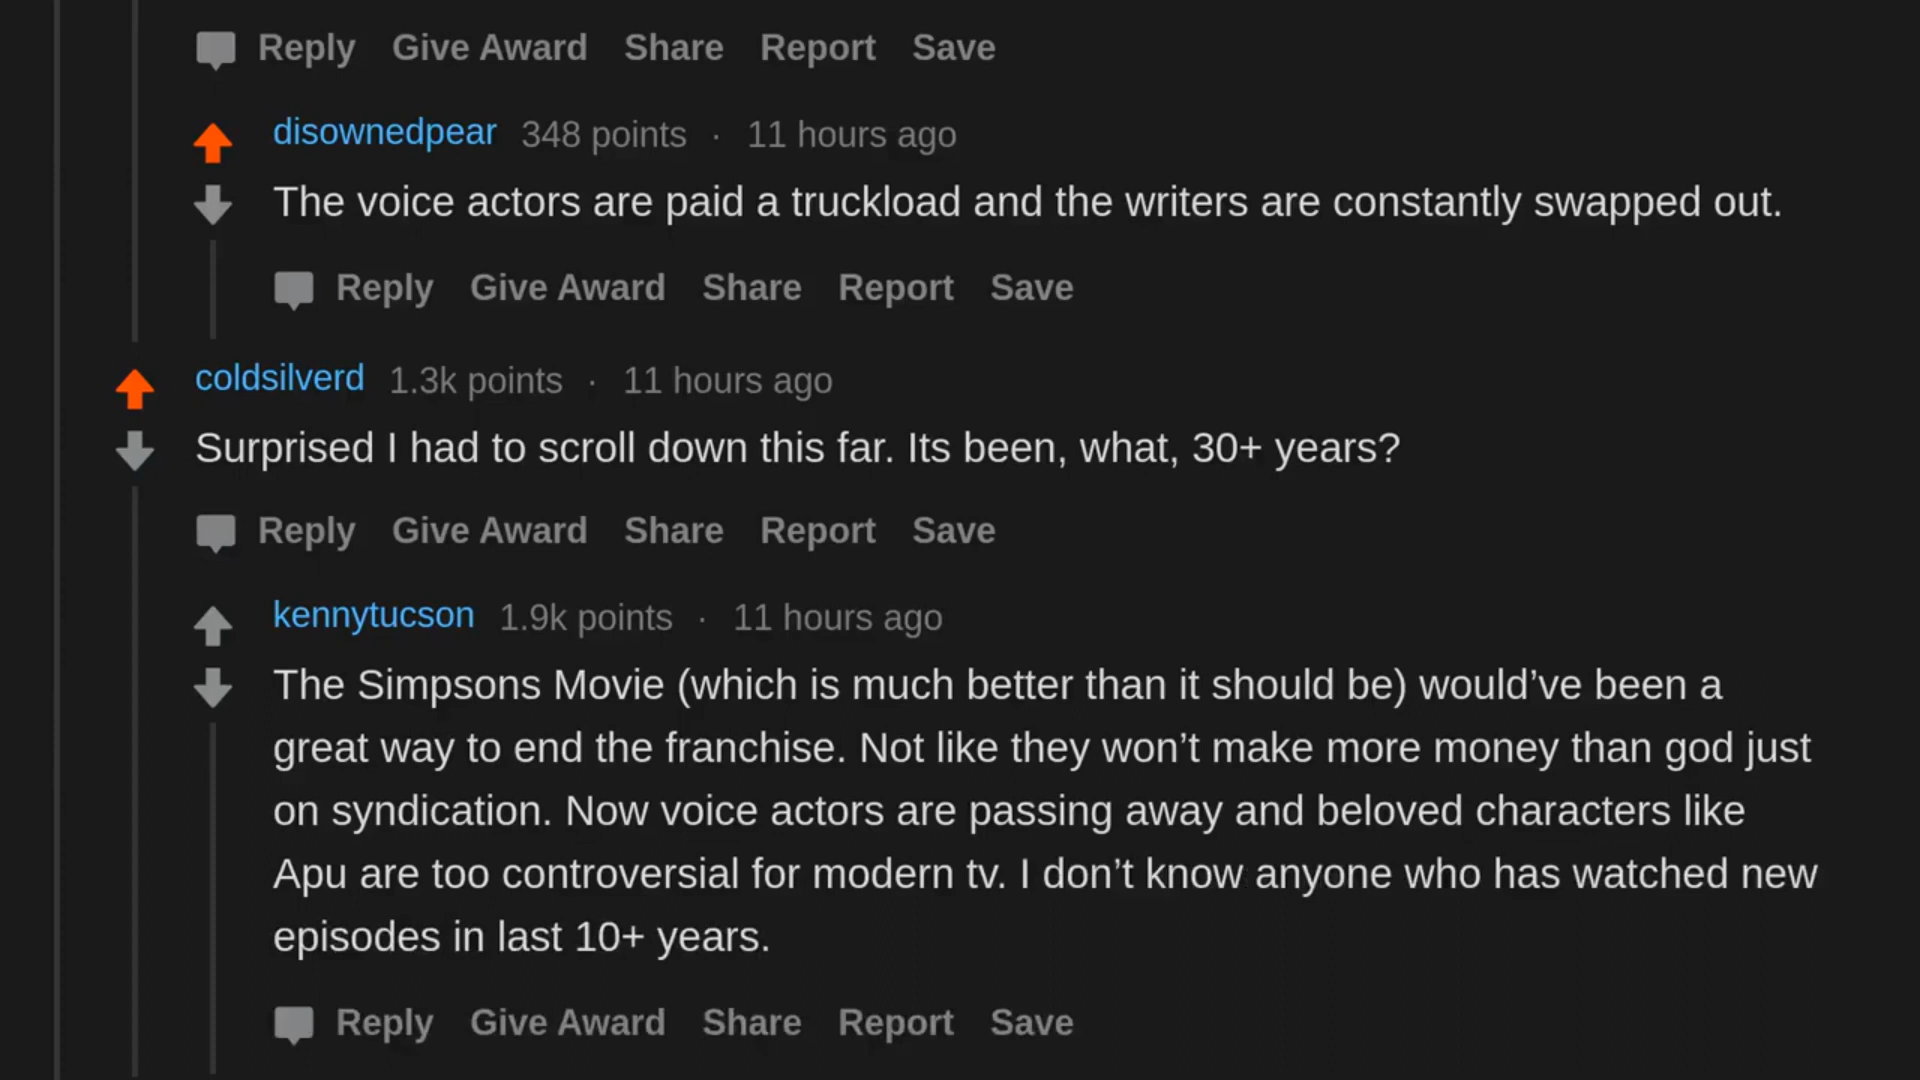 Reply Give Award Share Report Save
disownedpear 348 points · 11 hours ago
The voice actors are paid a truckload and the writers are constantly swapped out.
Reply Give Award Share Report Save
coldsilverd 1.3k points · 11 hours ago
Surprised I had to scroll down this far. Its been, what, 30+ years?
Reply Give Award Share Report Save
kennytucson 1.9k points · 11 hours ago
The Simpsons Movie (which is much better than it should be) would’ve been a
great way to end the franchise. Not like they won’t make more money than god just
on syndication. Now voice actors are passing away and beloved characters like
Apu are too controversial for modern tv. I don’t know anyone who has watched new
episodes in last 10+ years.
Reply Give Award Share Report Save